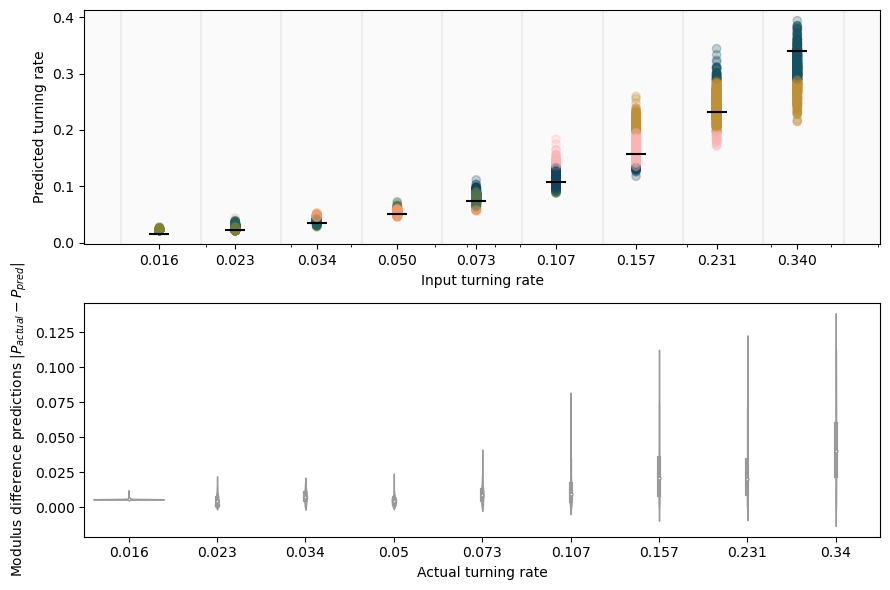 Predicted turning rate
0.4
0.3
0.2
0.1
0.0
0.016 0.023 0.034 0.050 0.073 0.107 0.157 0.231 0.340
Input turning rate
Modulus difference predictions |P_actual − P_pred|
0.125
0.100
0.075
0.050
0.025
0.000
0.016 0.023 0.034 0.05 0.073 0.107 0.157 0.231 0.34
Actual turning rate